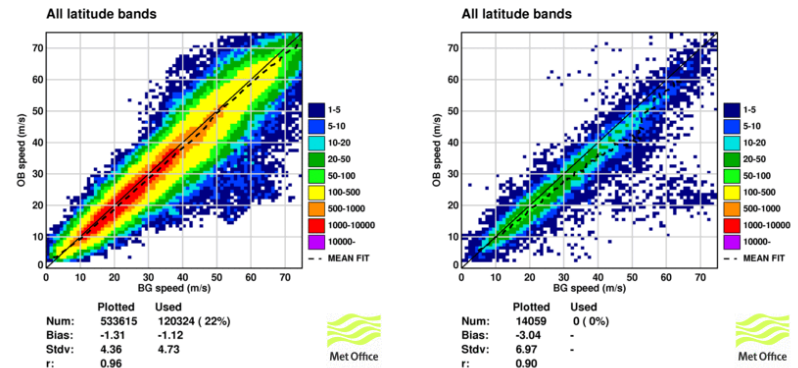 All latitude bands
OB speed (m/s)
70
60
50
40
30
20
10
0
0 10 20 30 40 50 60 70
BG speed (m/s)
1-5
5-10
10-20
20-50
50-100
100-500
500-1000
1000-10000
10000-
MEAN FIT
Plotted Used
Num: 533615 120324 ( 22%)
Bias: -1.31 -1.12
Stdv: 4.36 4.73
r: 0.96
Met Office
All latitude bands
OB speed (m/s)
70
60
50
40
30
20
10
0
0 10 20 30 40 50 60 70
BG speed (m/s)
1-5
5-10
10-20
20-50
50-100
100-500
500-1000
1000-10000
10000-
MEAN FIT
Plotted Used
Num: 14059 0 ( 0%)
Bias: -3.04 -
Stdv: 6.97 -
r: 0.90
Met Office